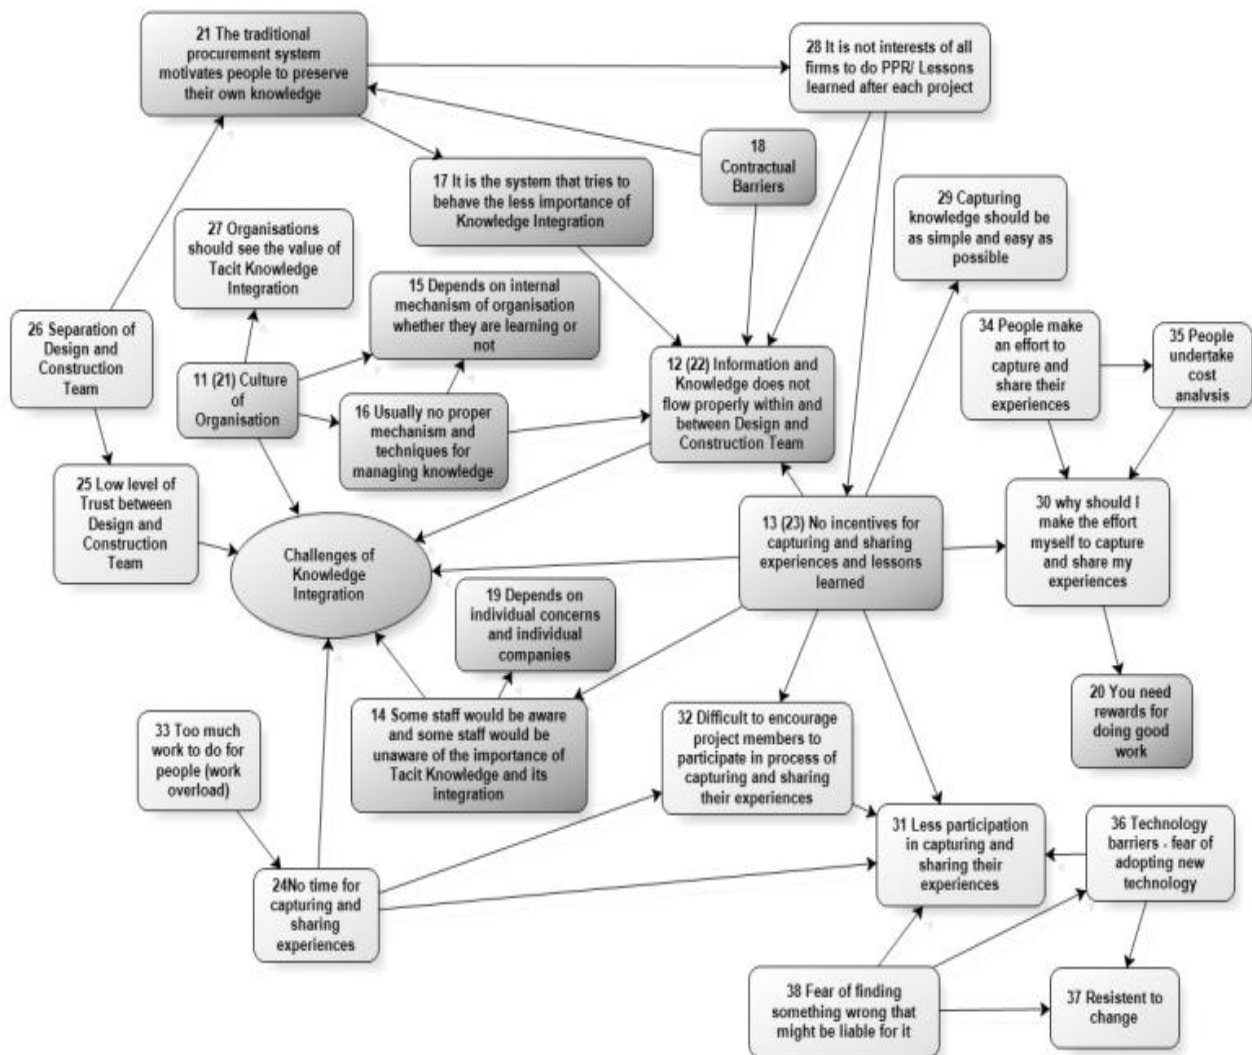 21 The traditional
procurement system
motivates people to preserve
their own knowledge
28 It is not interests of all
firms to do PPR/ Lessons
learned after each project
18
Contractual
Barriers
17 It is the system that tries to
behave the less importance of
Knowledge Integration
29 Capturing
knowledge should be
as simple and easy as
possible
27 Organisations
should see the value of
Tacit Knowledge
Integration
15 Depends on internal
mechanism of organisation
whether they are learning or
not
26 Separation of
Design and
Construction
Team
34 People make
an effort to
capture and
share their
experiences
35 People
undertake
cost
analysis
11 (21) Culture
of
Organisation
12 (22) Information and
Knowledge does not
flow properly within and
between Design and
Construction Team
16 Usually no proper
mechanism and
techniques for
managing knowledge
25 Low level of
Trust between
Design and
Construction
Team
30 why should I
make the effort
myself to capture
and share my
experiences
13 (23) No incentives for
capturing and sharing
experiences and lessons
learned
Challenges of
Knowledge
Integration
19 Depends on
individual concerns
and individual
companies
20 You need
rewards for
doing good
work
14 Some staff would be aware
and some staff would be
unaware of the importance of
Tacit Knowledge and its
integration
32 Difficult to encourage
project members to
participate in process of
capturing and sharing
their experiences
33 Too much
work to do for
people (work
overload)
31 Less participation
in capturing and
sharing their
experiences
36 Technology
barriers - fear of
adopting new
technology
24No time for
capturing and
sharing
experiences
38 Fear of finding
something wrong that
might be liable for it
37 Resistent to
change